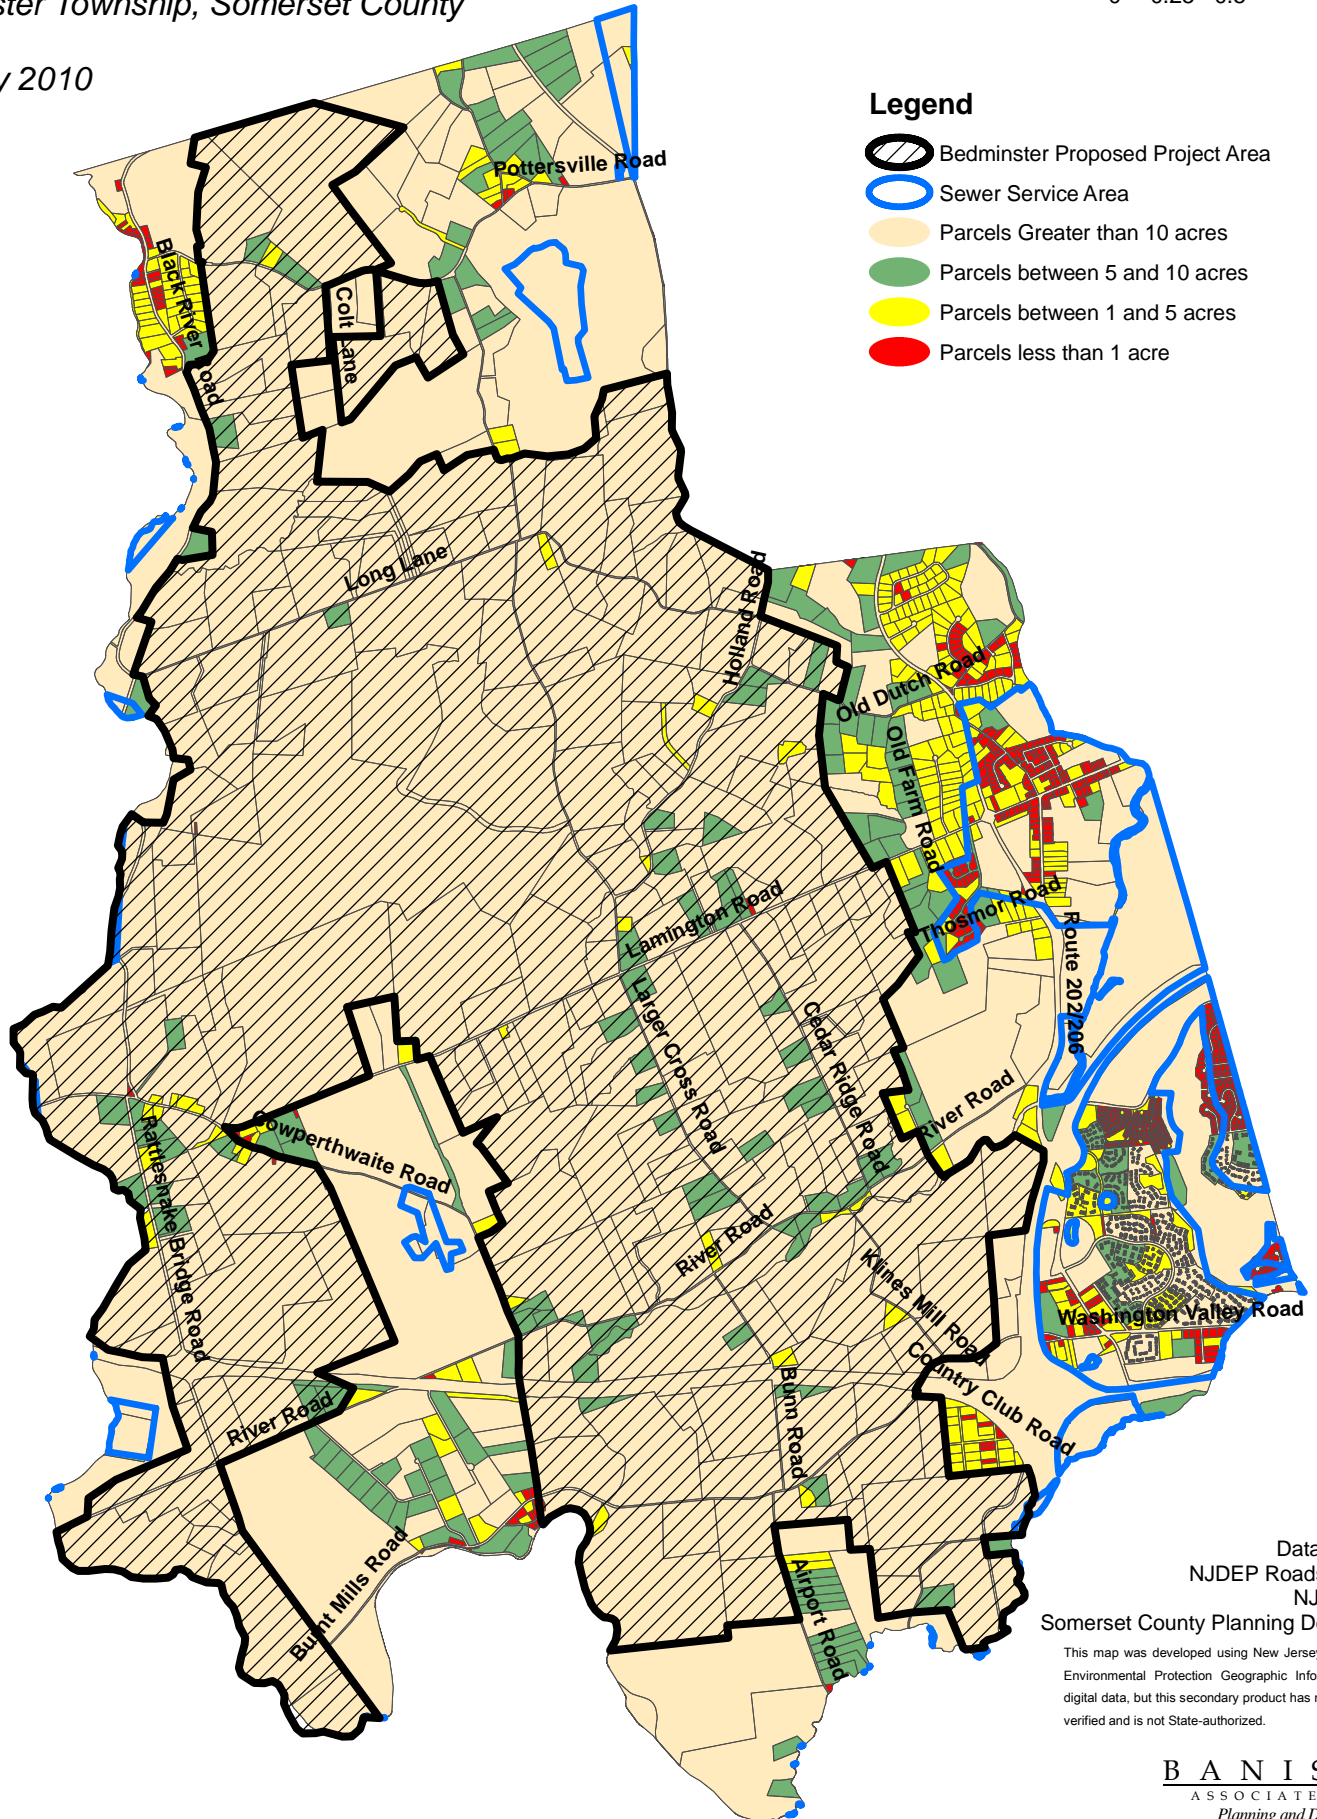 ster Township, Somerset County
y 2010
Legend
Bedminster Proposed Project Area
Sewer Service Area
Parcels Greater than 10 acres
Parcels between 5 and 10 acres
Parcels between 1 and 5 acres
Parcels less than 1 acre
Pottersville Road
Black River Road
Colt Lane
Long Lane
Holland Road
Old Dutch Road
Old Farm Road
Thosmor Road
Lamington Road
Route 202/206
Larger Cross Road
Cedar Ridge Road
River Road
Cowperthwaite Road
Rattlesnake Bridge Road
River Road
Klines Mill Road
Washington Valley Road
Country Club Road
Bunn Road
River Road
Burnt Mills Road
Airport Road
Data
NJDEP Roads
NJ
Somerset County Planning De
This map was developed using New Jersey
Environmental Protection Geographic Info
digital data, but this secondary product has
verified and is not State-authorized.
BANIS
ASSOCIATE
Planning and D